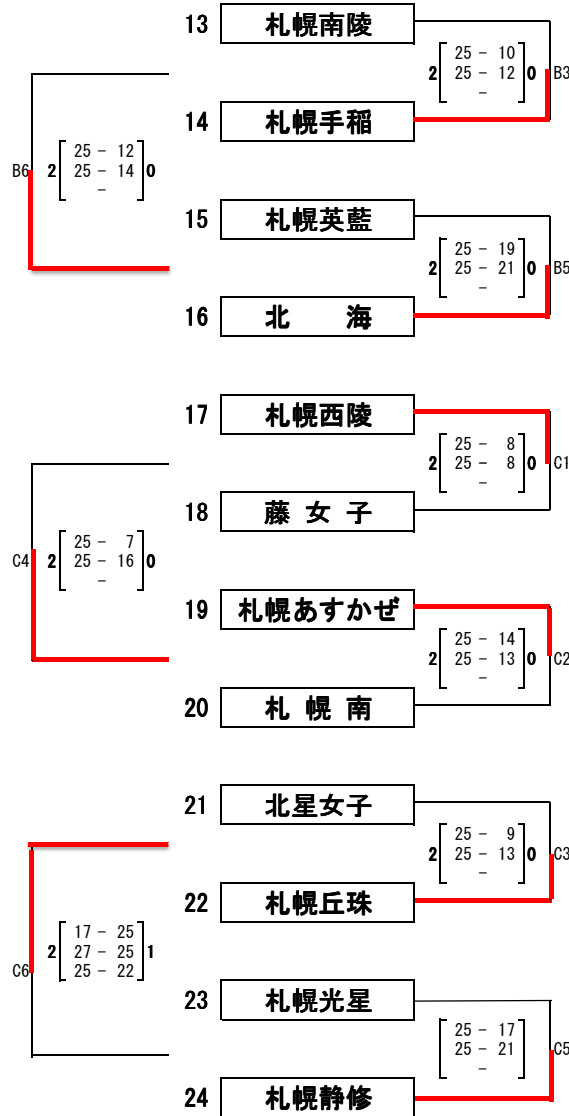 13 札幌南陵
25 - 10
2 25 - 12 0 B3
-
14 札幌手稲
25 - 12
B6 2 25 - 14 0
-
15 札幌英藍
25 - 19
2 25 - 21 0 B5
-
16 北 海
17 札幌西陵
25 - 8
2 25 - 8 0 C1
-
18 藤 女 子
25 - 7
C4 2 25 - 16 0
-
19 札幌あすかぜ
25 - 14
2 25 - 13 0 C2
-
20 札 幌 南
21 北星女子
25 - 9
2 25 - 13 0 C3
-
22 札幌丘珠
17 - 25
2 27 - 25 1
C6 25 - 22
23 札幌光星
25 - 17
25 - 21 C5
-
24 札幌静修